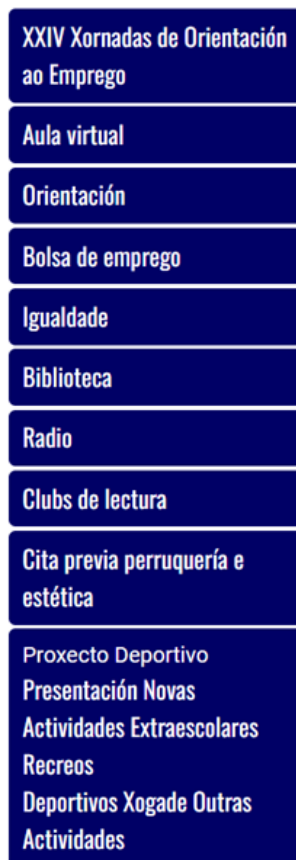 XXIV Xornadas de Orientación
ao Emprego
Aula virtual
Orientación
Bolsa de emprego
Igualdade
Biblioteca
Radio
Clubs de lectura
Cita previa perruquería e
estética
Proxecto Deportivo
Presentación Novas
Actividades Extraescolares
Recreos
Deportivos Xogade Outras
Actividades